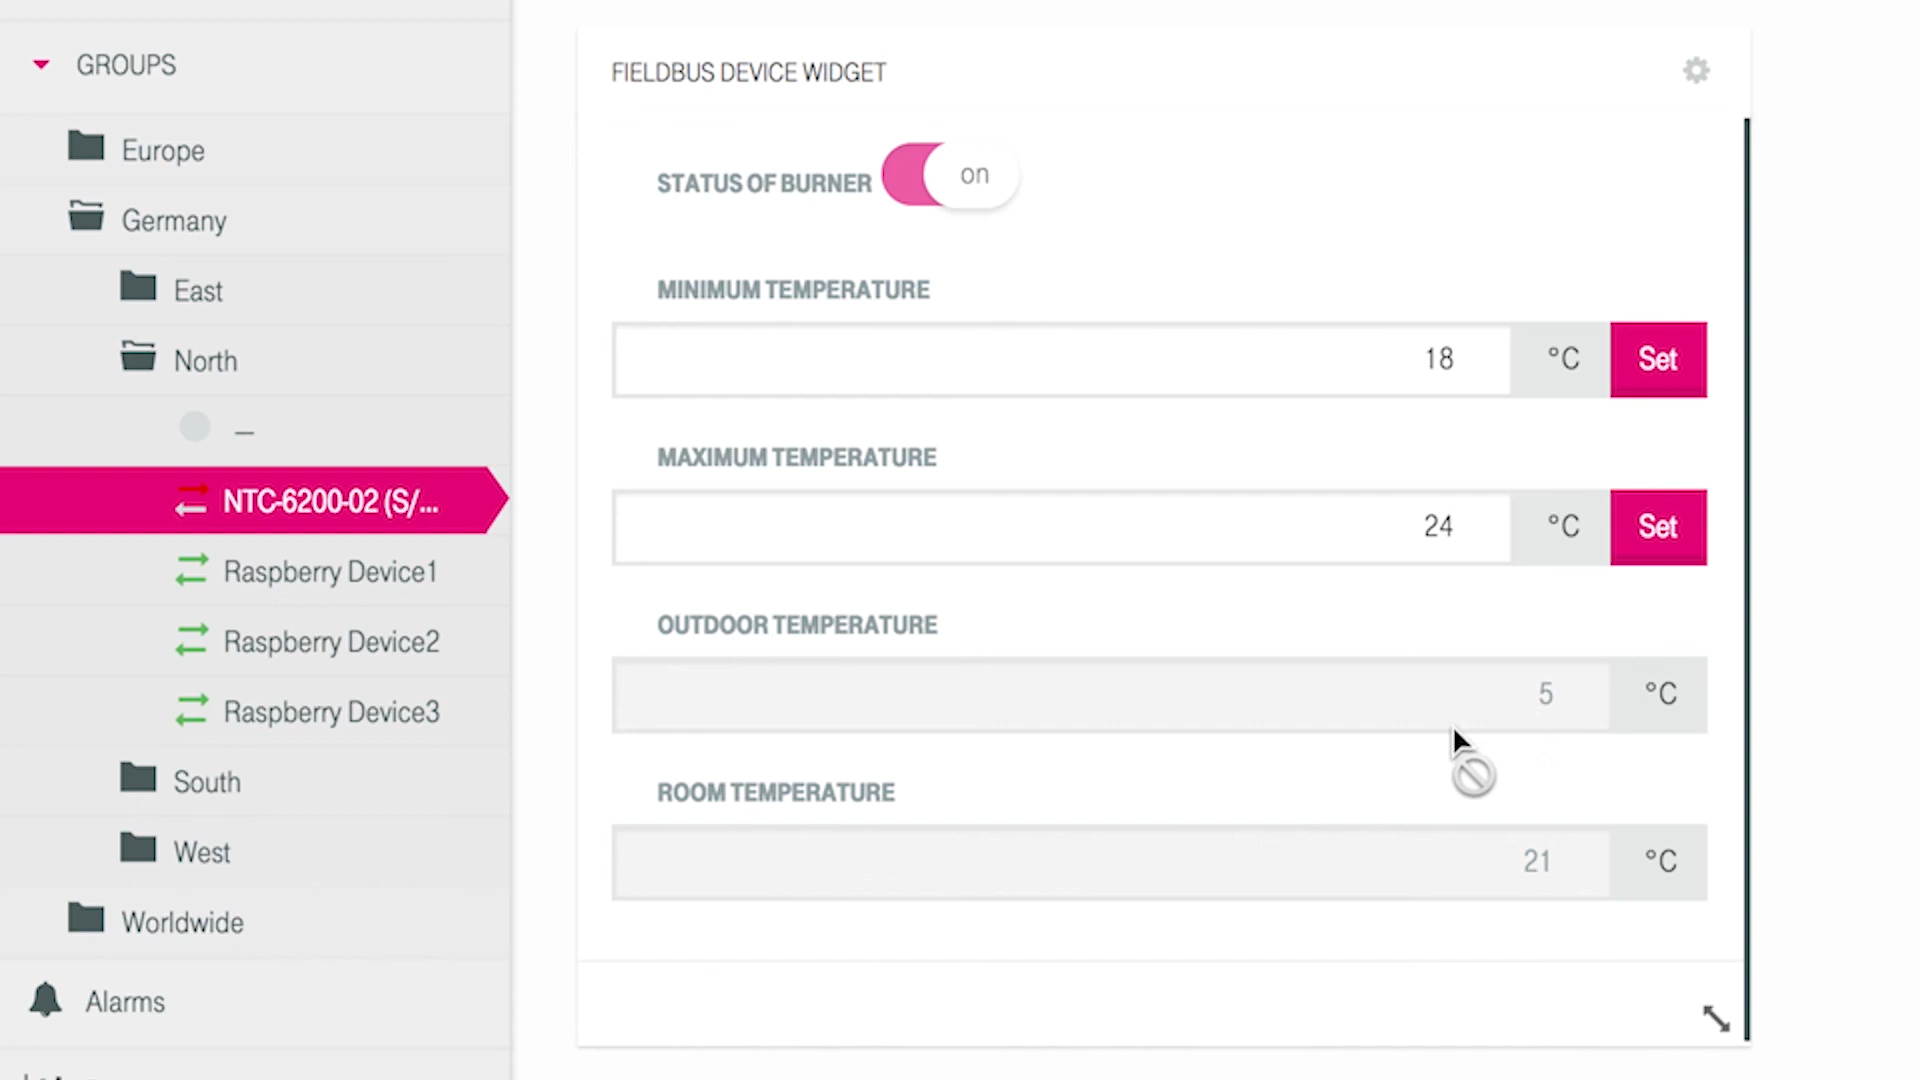 GROUPS
Europe
Germany
East
North
–
NTC-6200-02 (S/...
Raspberry Device1
Raspberry Device2
Raspberry Device3
South
West
Worldwide
Alarms
FIELDBUS DEVICE WIDGET
STATUS OF BURNER on
MINIMUM TEMPERATURE
18 °C Set
MAXIMUM TEMPERATURE
24 °C Set
OUTDOOR TEMPERATURE
5 °C
ROOM TEMPERATURE
21 °C